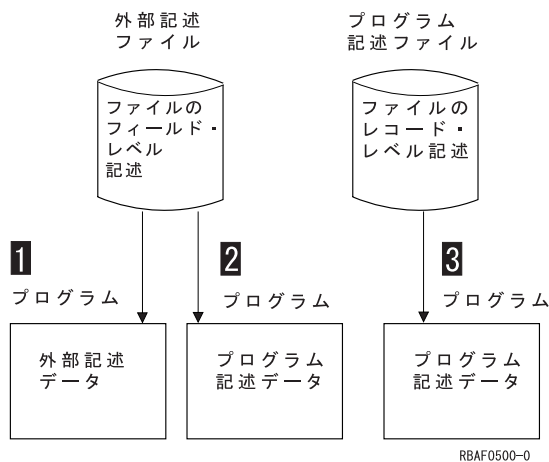 外部記述
ファイル
プログラム
記述ファイル
ファイルの
フィールド・
レベル
記述
ファイルの
レコード・
レベル記述
1
プログラム
2
プログラム
3
プログラム
外部記述
データ
プログラム
記述データ
プログラム
記述データ
RBAF0500-0